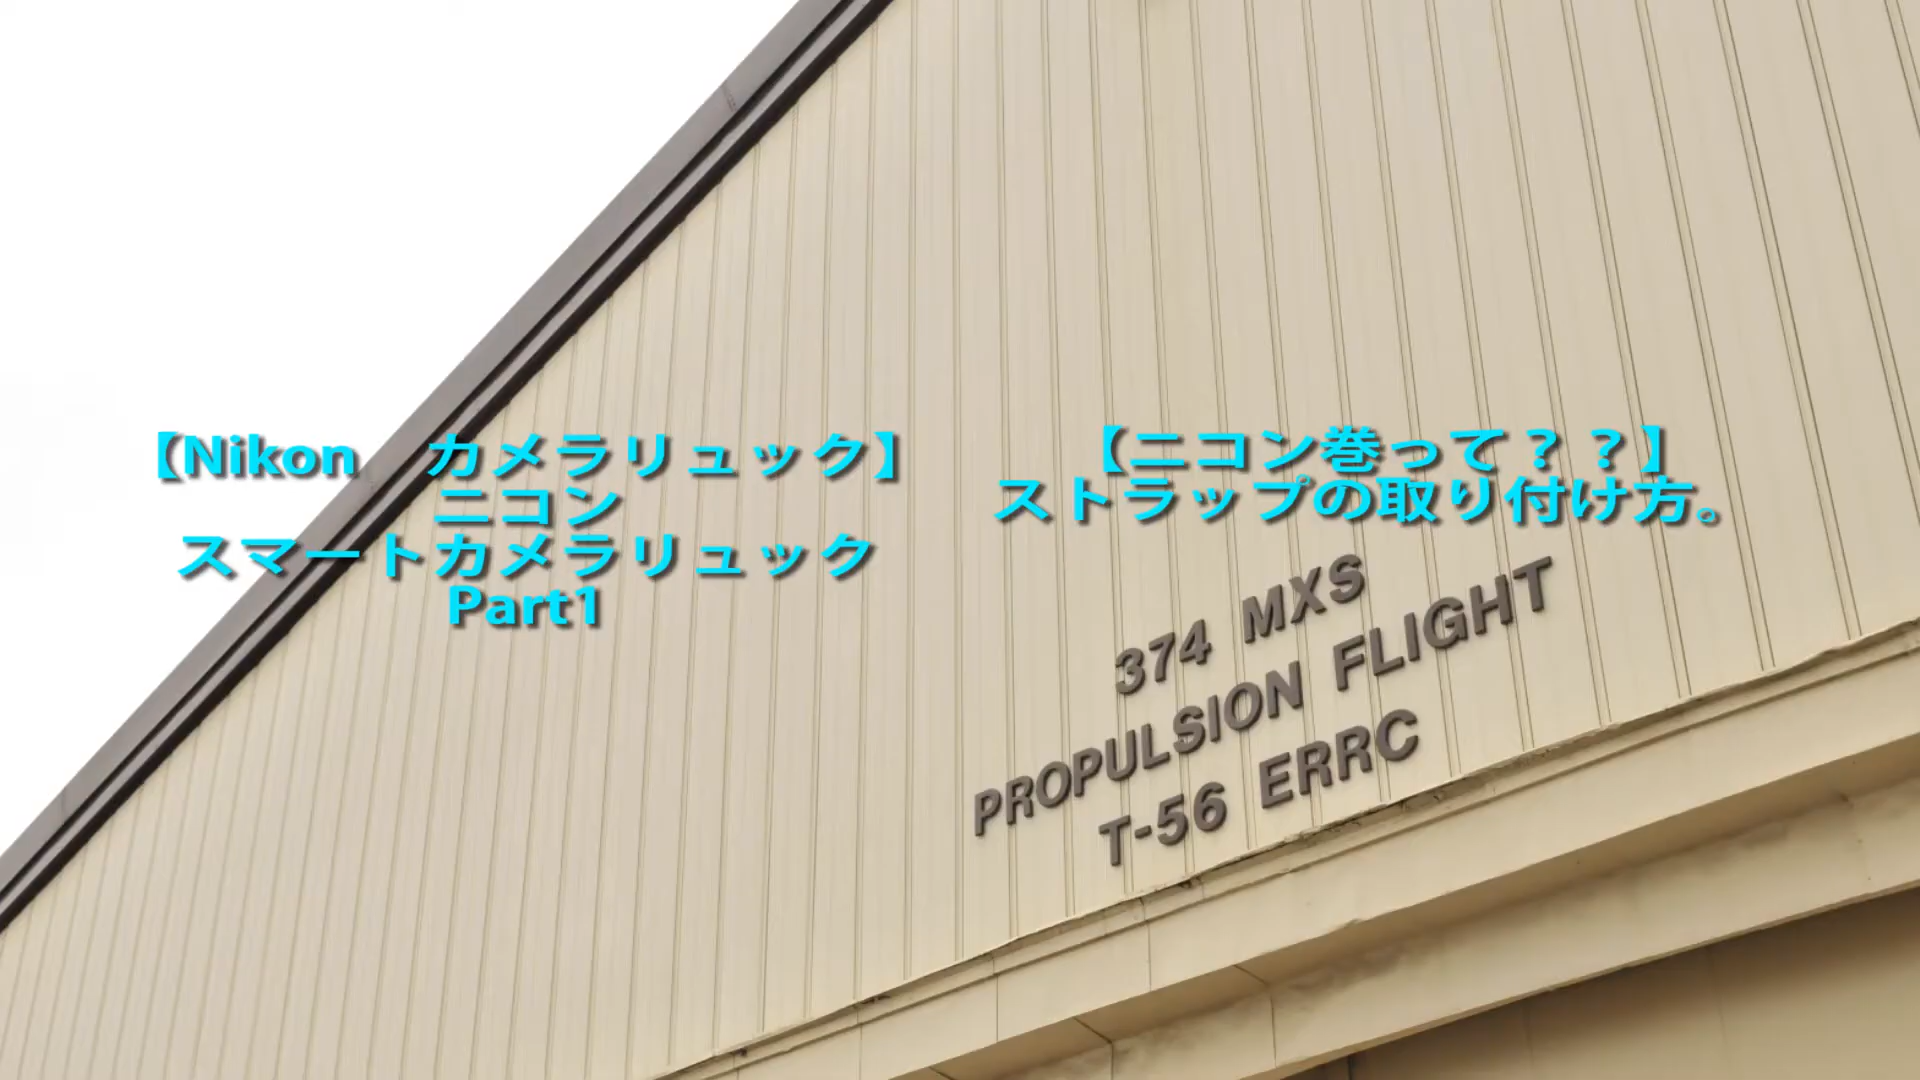 【Nikon　カメラリュック】
ニコン
スマートカメラリュック
Part1
【ニコン巻って？？】
ストラップの取り付け方。
374 MXS
PROPULSION FLIGHT
T-56 ERRC